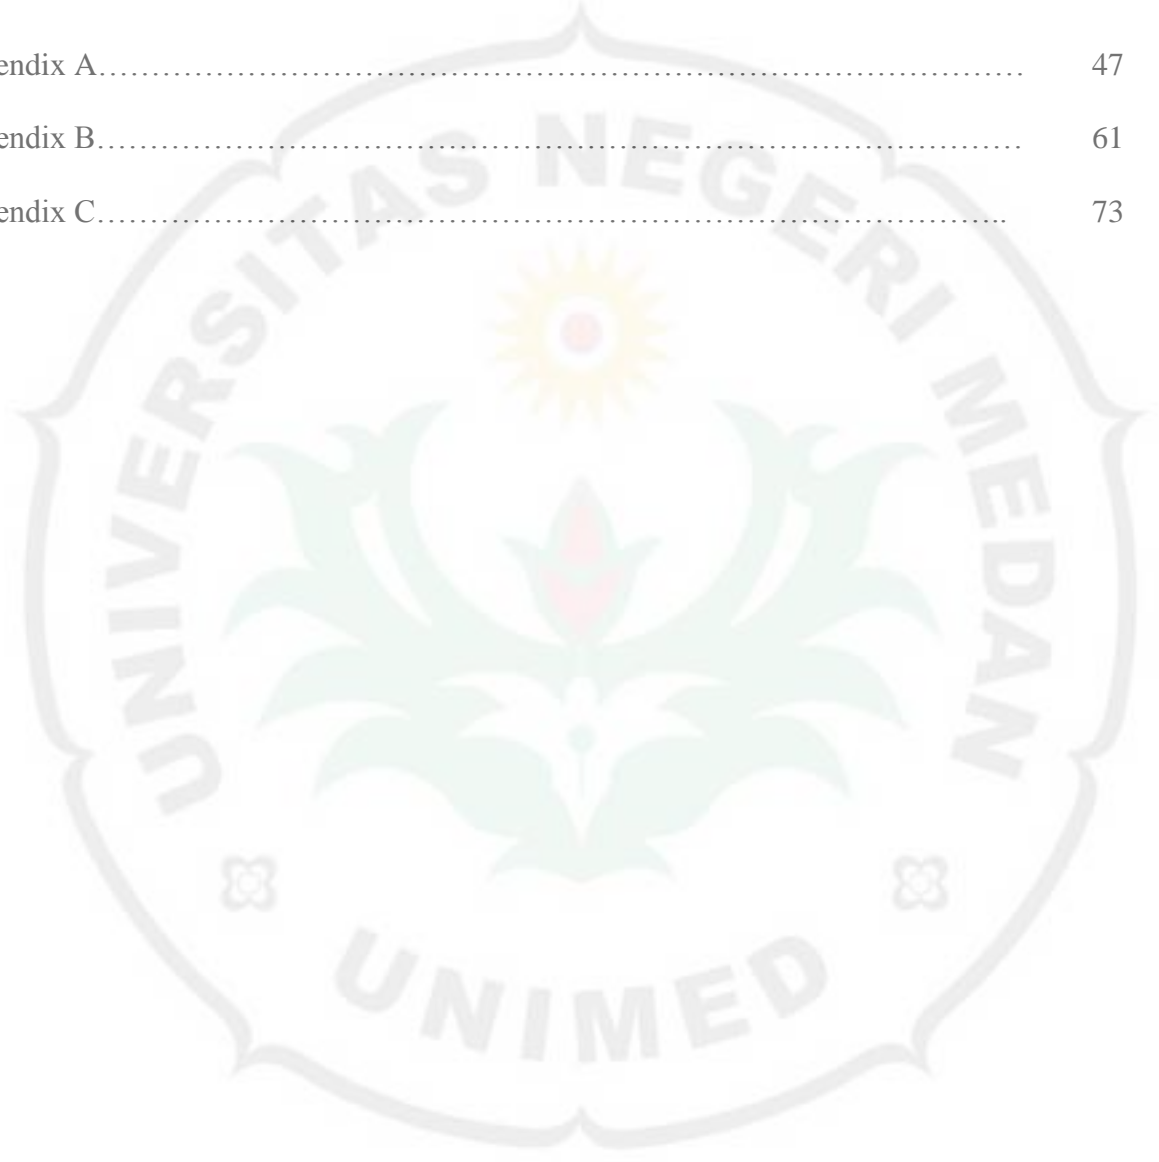 endix A…………………………………………………………………………… 47
endix B…………………………………………………………………………… 61
endix C………………………………………………………………………….. 73
UNIVERSITAS NEGERI MEDAN
UNIMED